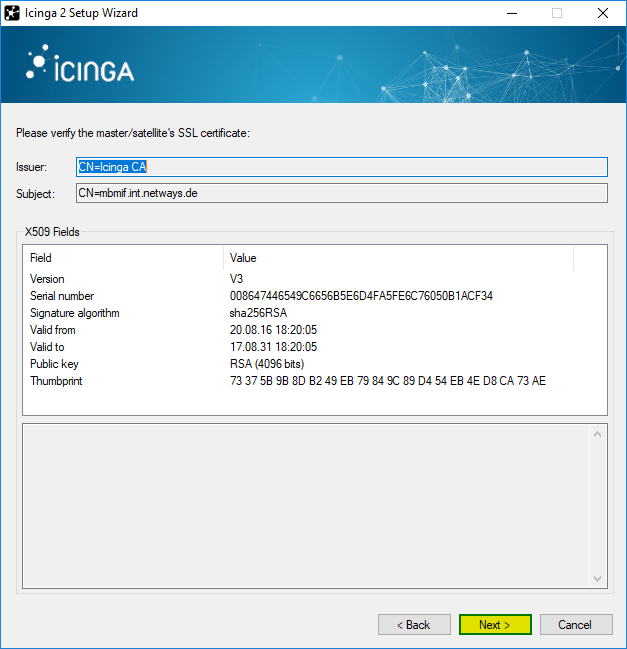 Icinga 2 Setup Wizard
iCINGA
Please verify the master/satellite's SSL certificate:
Issuer: CN=Icinga CA
Subject: CN=mbmif.int.netways.de
X509 Fields
Field Value
Version V3
Serial number 008647446549C6656B5E6D4FA5FE6C76050B1ACF34
Signature algorithm sha256RSA
Valid from 20.08.16 18:20:05
Valid to 17.08.31 18:20:05
Public key RSA (4096 bits)
Thumbprint 73 37 5B 9B 8D B2 49 EB 79 84 9C 89 D4 54 EB 4E D8 CA 73 AE
< Back Next > Cancel